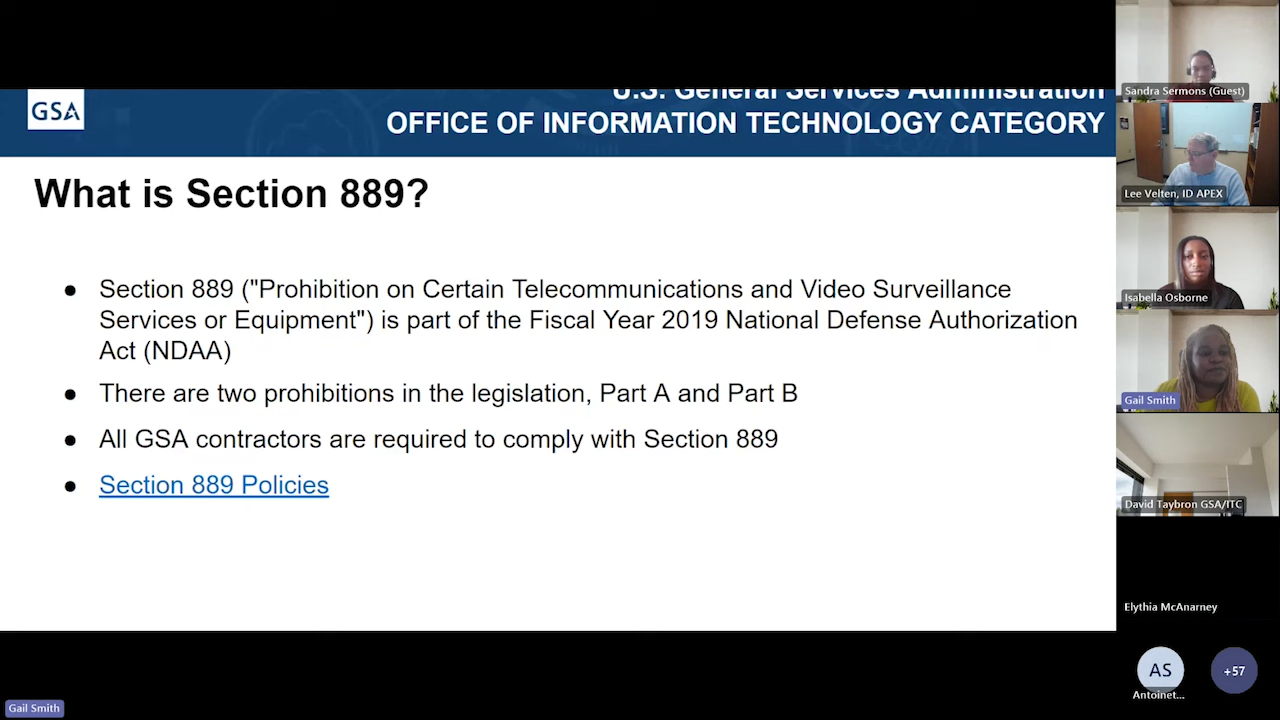 GSA
U.S. General Services Administration
OFFICE OF INFORMATION TECHNOLOGY CATEGORY
What is Section 889?
● Section 889 ("Prohibition on Certain Telecommunications and Video Surveillance
Services or Equipment") is part of the Fiscal Year 2019 National Defense Authorization
Act (NDAA)
● There are two prohibitions in the legislation, Part A and Part B
● All GSA contractors are required to comply with Section 889
● Section 889 Policies
Sandra Sermons (Guest)
Lee Velten, ID APEX
Isabella Osborne
Gail Smith
David Taybron GSA/ITC
Elythia McAnarney
AS
Antoinet...
+57
Gail Smith